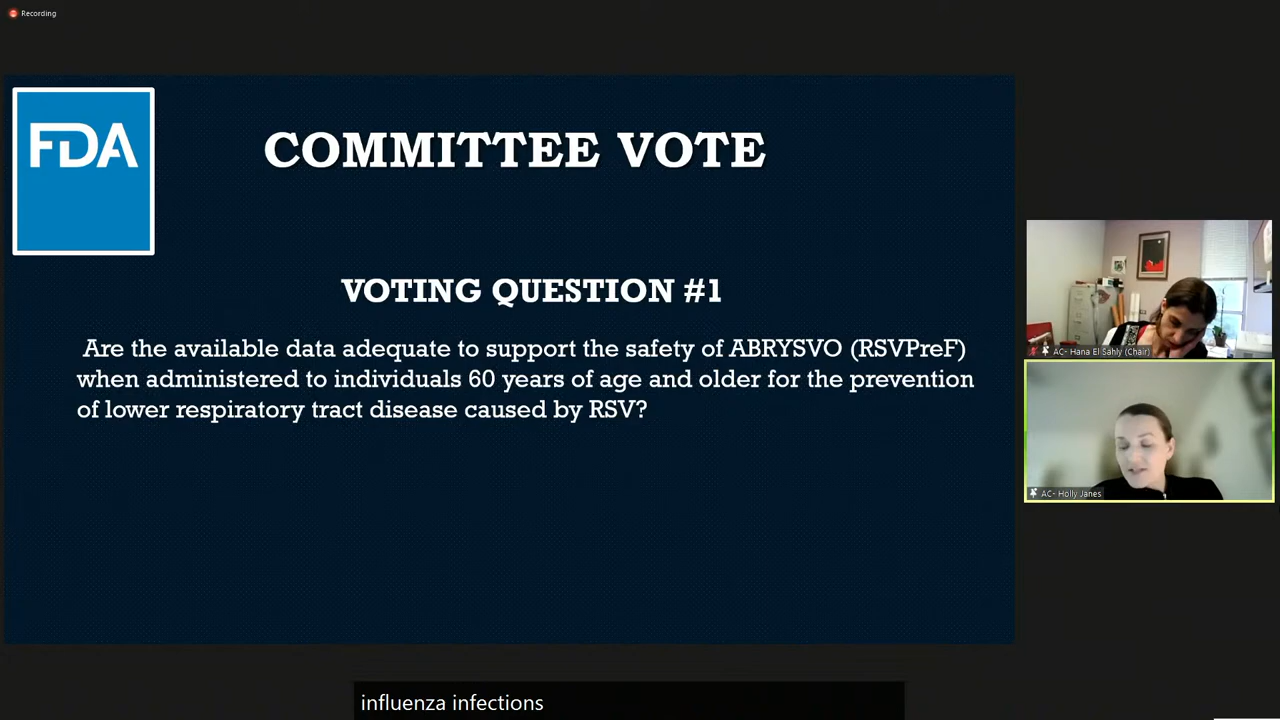 Recording
FDA
COMMITTEE VOTE
VOTING QUESTION #1
Are the available data adequate to support the safety of ABRYSVO (RSVPreF)
when administered to individuals 60 years of age and older for the prevention
of lower respiratory tract disease caused by RSV?
AC- Hana El Sahly (Chair)
AC- Holly Janes
influenza infections